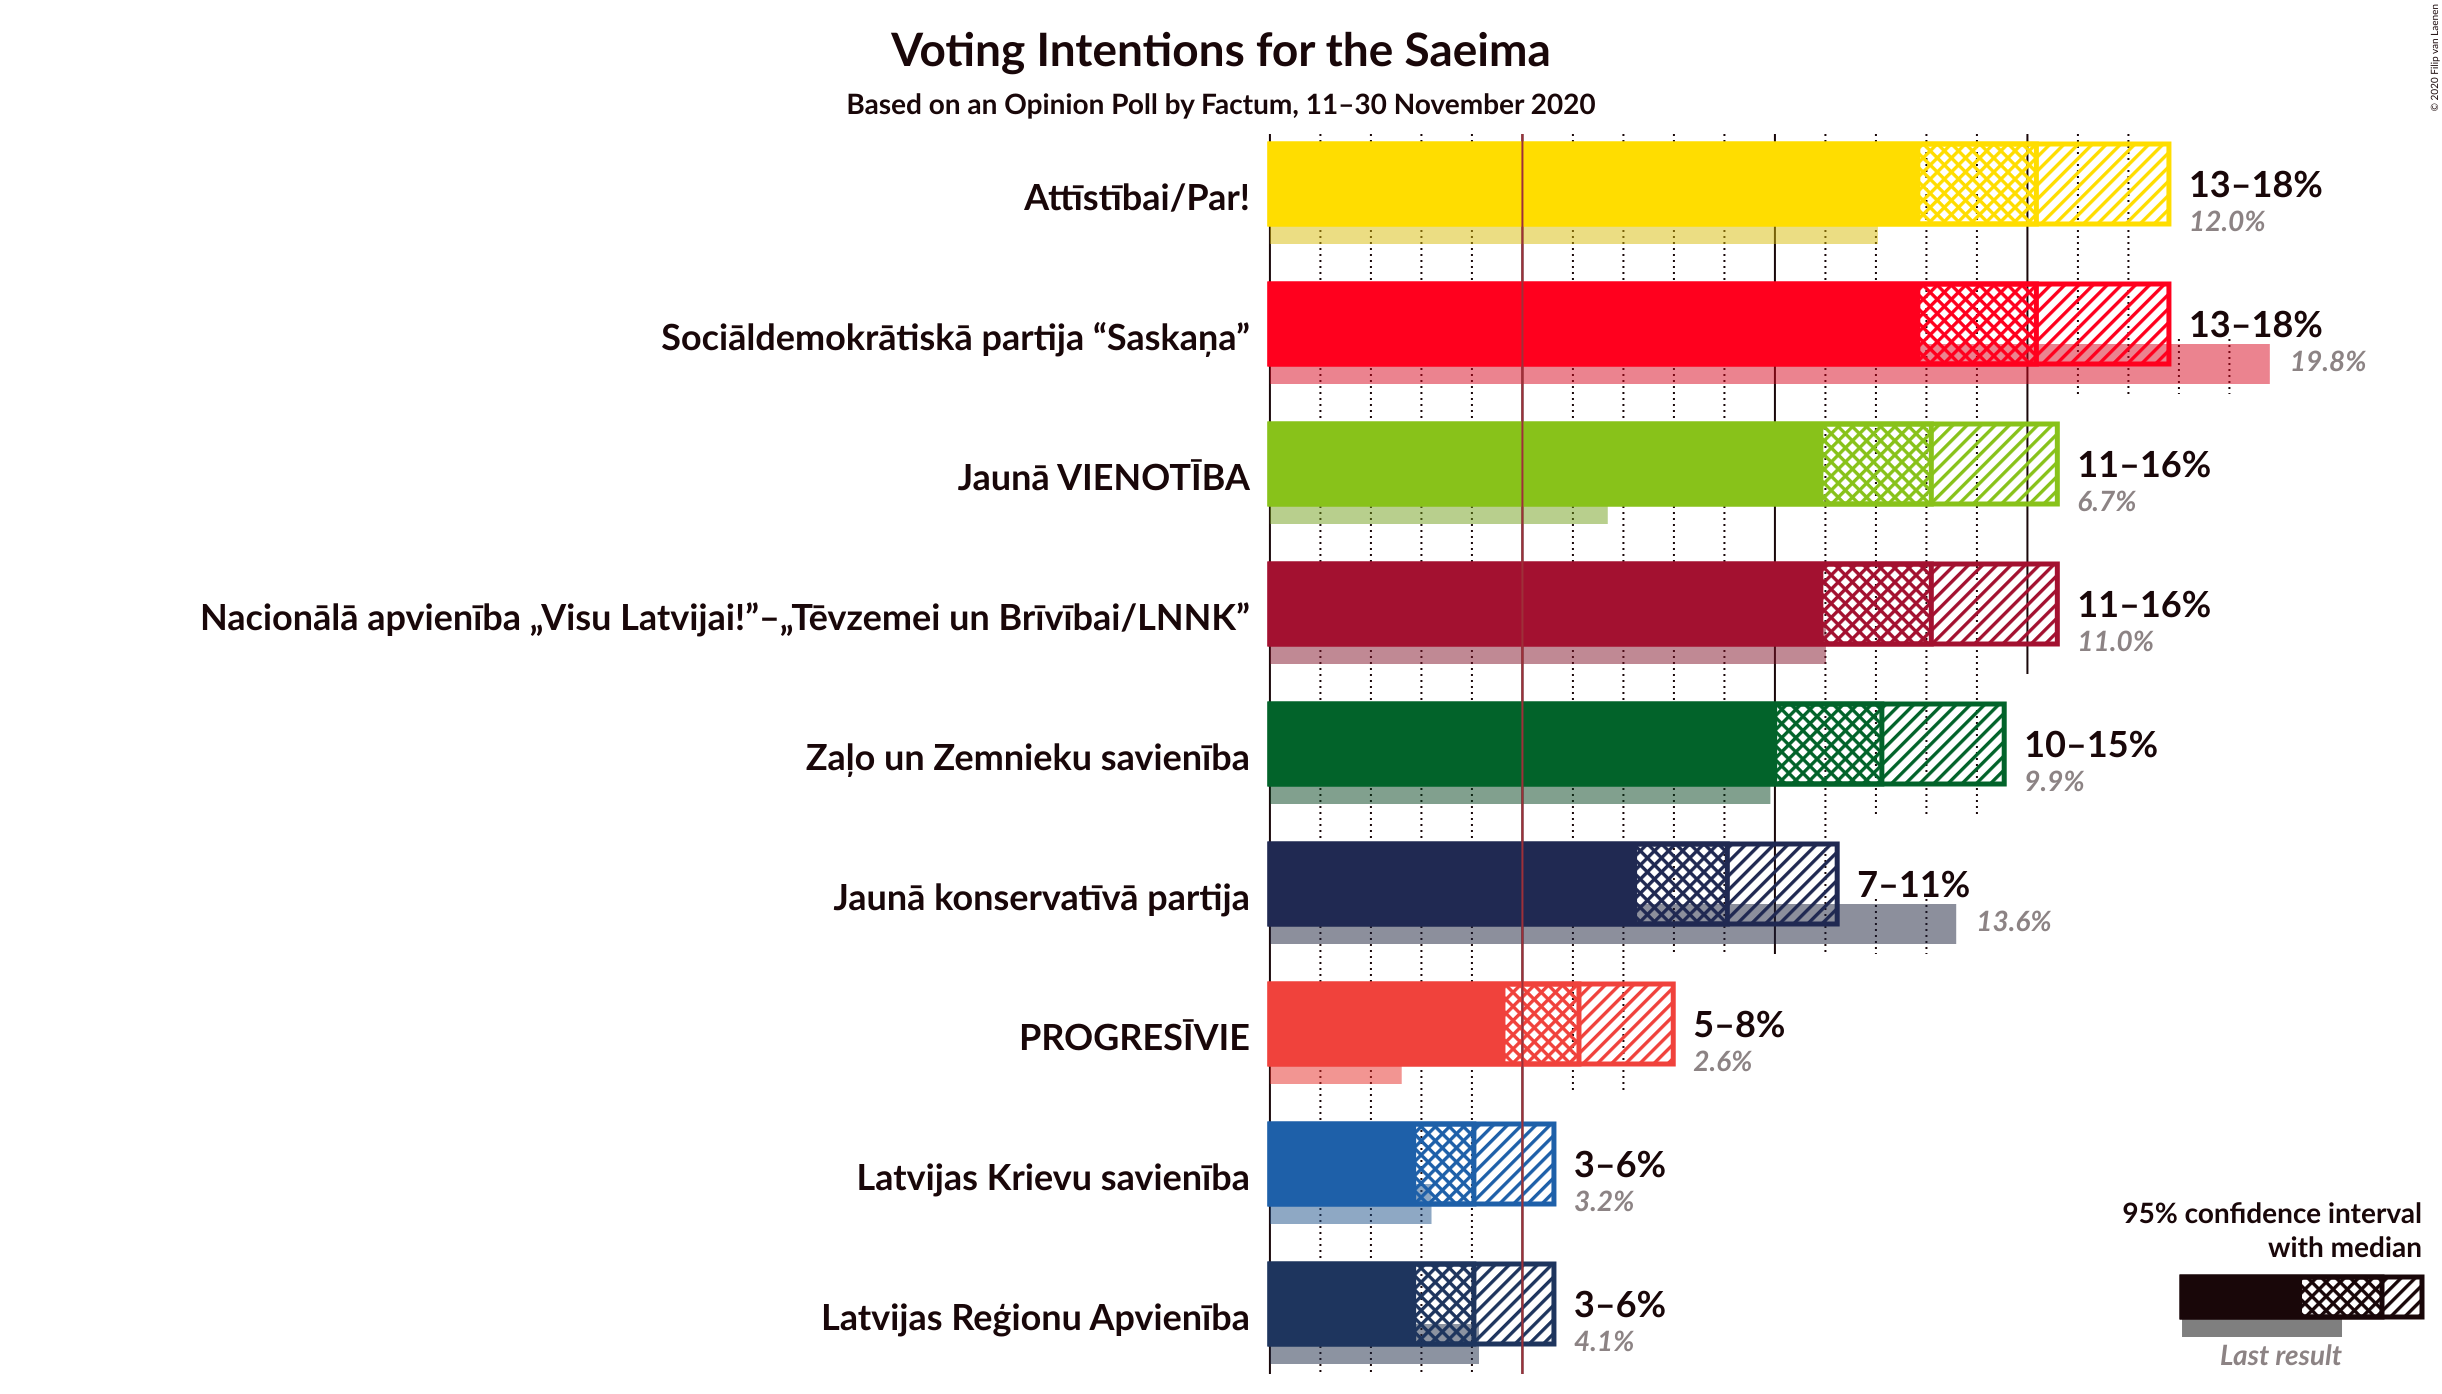 Voting Intentions for the Saeima
Based on an Opinion Poll by Factum, 11–30 November 2020
© 2020 Filip van Laenen
Attīstībai/Par!
13–18%
12.0%
Sociāldemokrātiskā partija “Saskaņa”
13–18%
19.8%
Jaunā VIENOTĪBA
11–16%
6.7%
Nacionālā apvienība „Visu Latvijai!”–„Tēvzemei un Brīvībai/LNNK”
11–16%
11.0%
Zaļo un Zemnieku savienība
10–15%
9.9%
Jaunā konservatīvā partija
7–11%
13.6%
PROGRESĪVIE
5–8%
2.6%
Latvijas Krievu savienība
3–6%
3.2%
Latvijas Reģionu Apvienība
3–6%
4.1%
95% confidence interval
with median
Last result